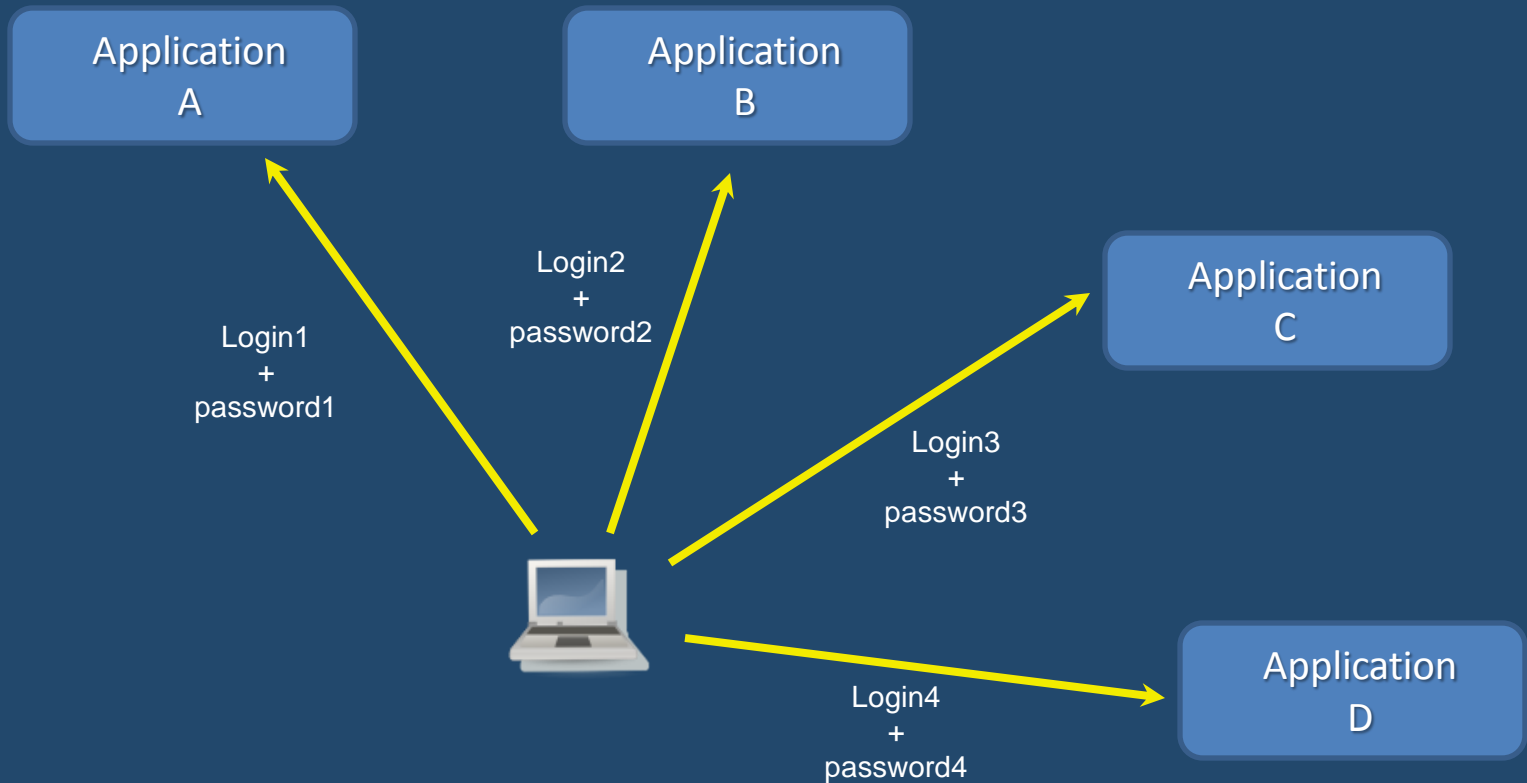 Application
A
Application
B
Login2
+
password2
Application
C
Login1
+
password1
Login3
+
password3
Application
D
Login4
+
password4